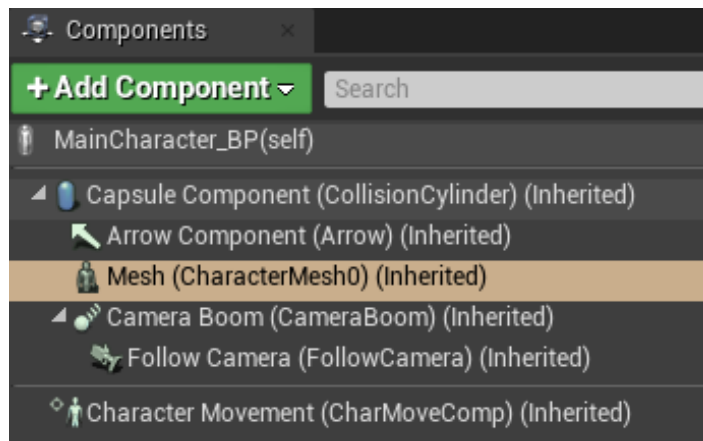 Components
+ Add Component
Search
MainCharacter_BP(self)
Capsule Component (CollisionCylinder) (Inherited)
Arrow Component (Arrow) (Inherited)
Mesh (CharacterMesh0) (Inherited)
Camera Boom (CameraBoom) (Inherited)
Follow Camera (FollowCamera) (Inherited)
Character Movement (CharMoveComp) (Inherited)